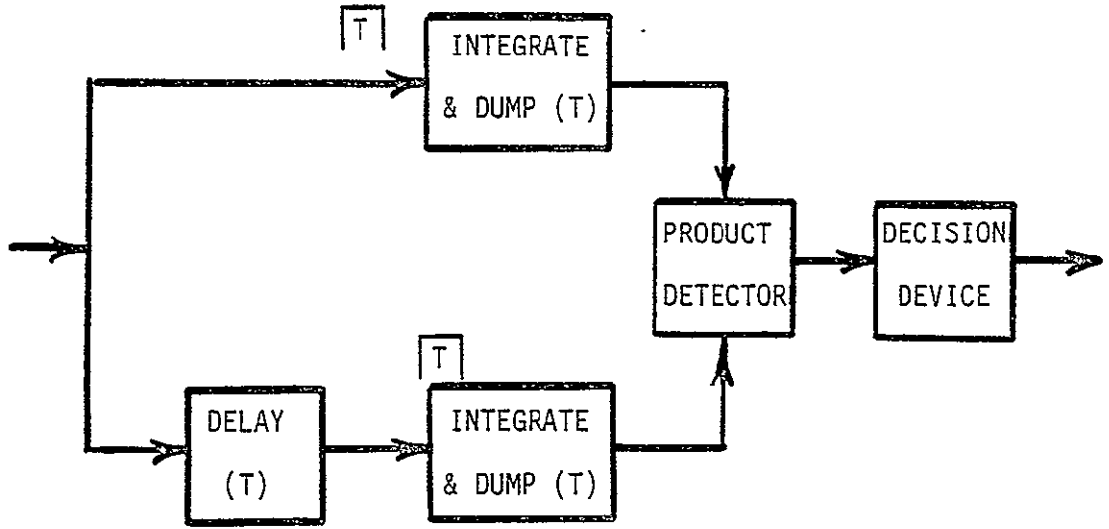 T
INTEGRATE
& DUMP (T)
PRODUCT
DETECTOR
DECISION
DEVICE
T
DELAY
(T)
INTEGRATE
& DUMP (T)